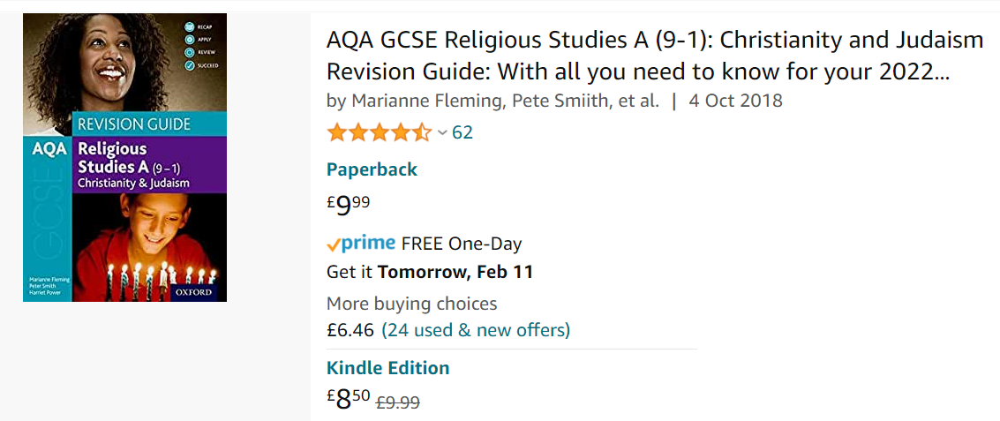 RECAP
APPLY
REVIEW
SUCCEED
REVISION GUIDE
AQA
GCSE
Religious
Studies A (9–1)
Christianity & Judaism
Marianne Fleming
Peter Smith
Harriet Power
OXFORD
AQA GCSE Religious Studies A (9-1): Christianity and Judaism
Revision Guide: With all you need to know for your 2022...
by Marianne Fleming, Pete Smiith, et al. | 4 Oct 2018
62
Paperback
£9.99
prime FREE One-Day
Get it Tomorrow, Feb 11
More buying choices
£6.46 (24 used & new offers)
Kindle Edition
£8.50 £9.99